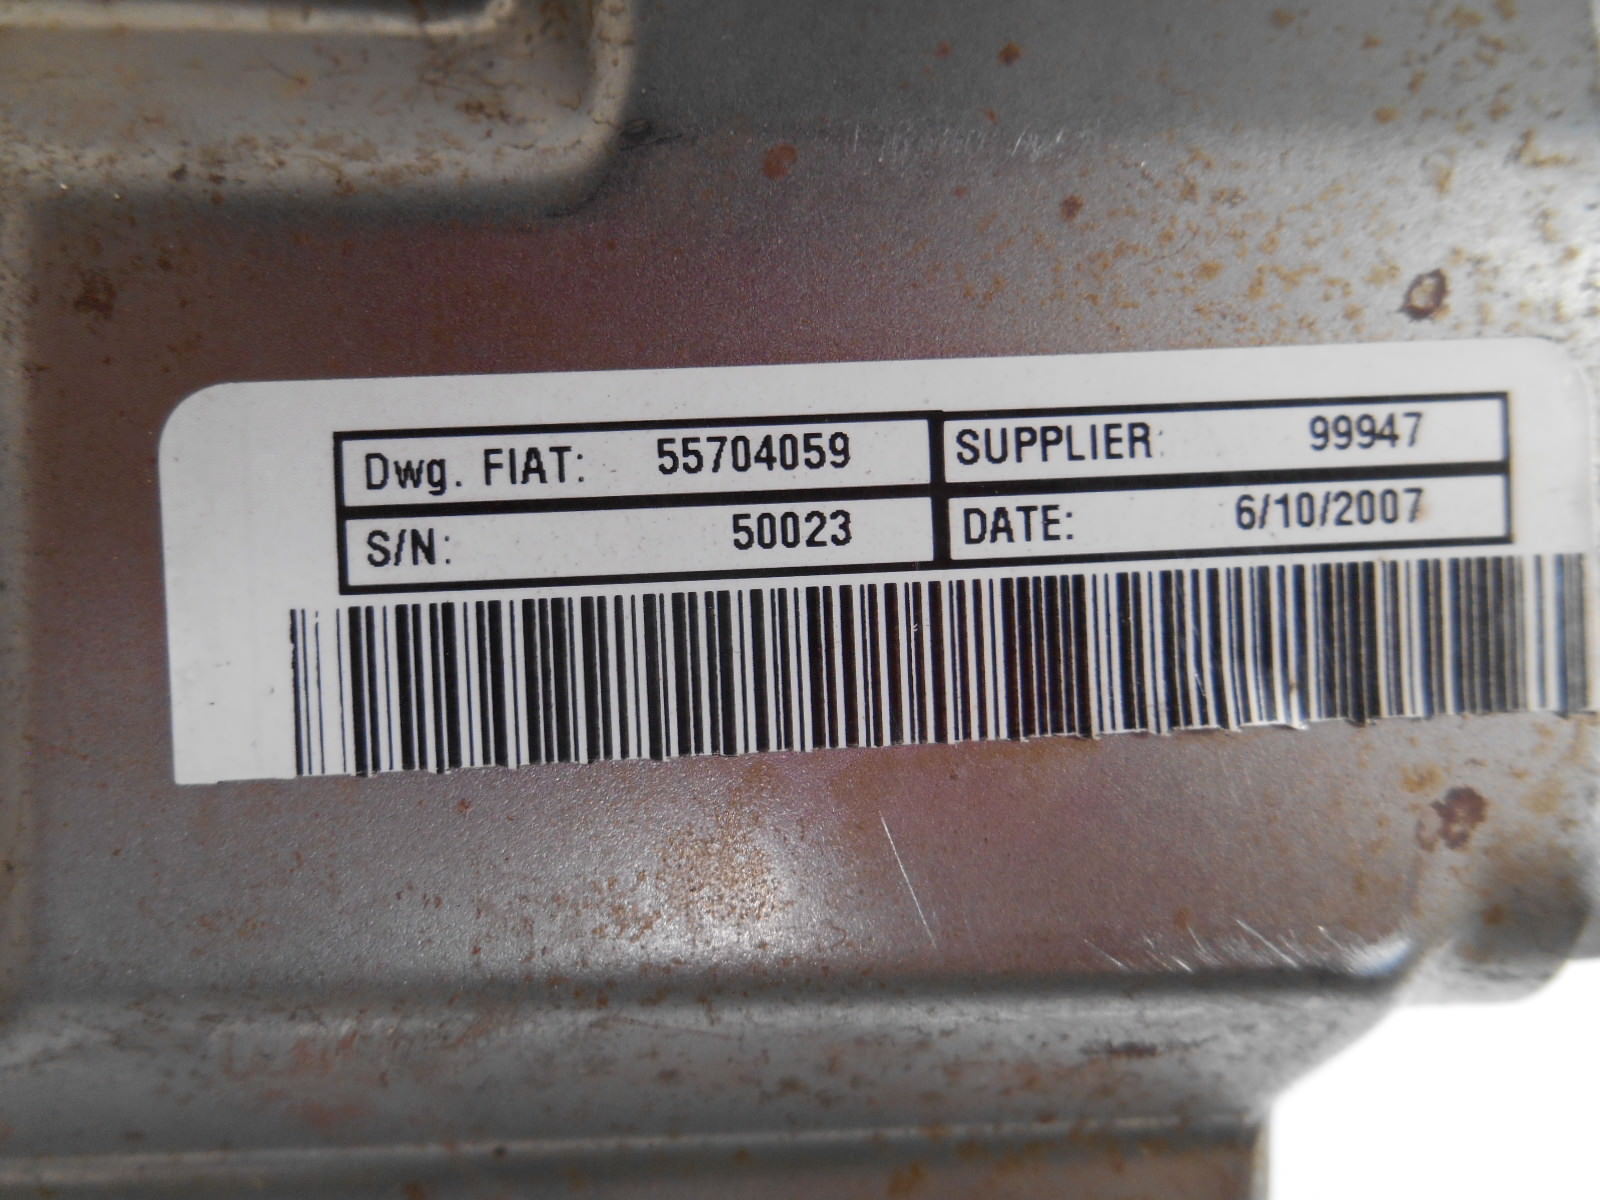 Dwg. FIAT: 55704059 SUPPLIER: 99947
S/N: 50023 DATE: 6/10/2007